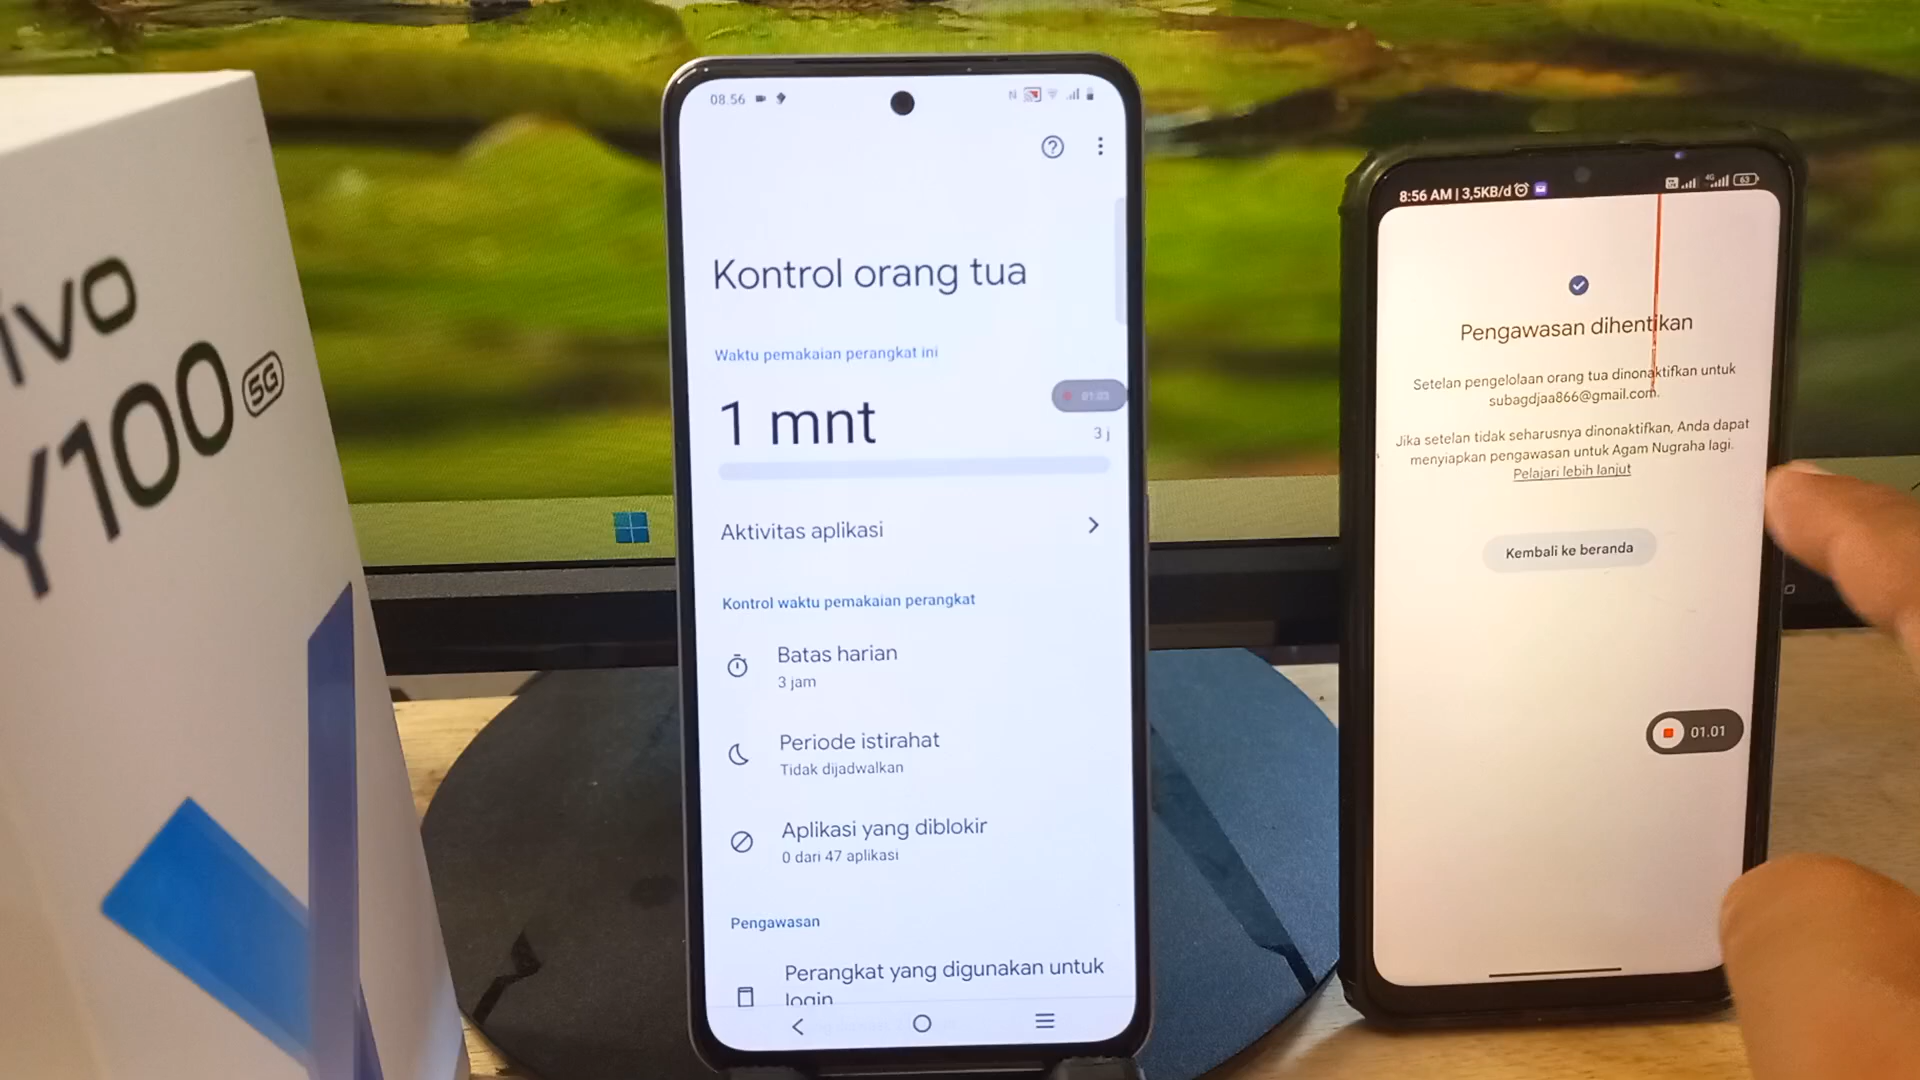 vivo
Y100
5G
08.56
Kontrol orang tua
Waktu pemakaian perangkat ini
1 mnt
01.03
3 j
Aktivitas aplikasi
Kontrol waktu pemakaian perangkat
Batas harian
3 jam
Periode istirahat
Tidak dijadwalkan
Aplikasi yang diblokir
0 dari 47 aplikasi
Pengawasan
Perangkat yang digunakan untuk
login
8:56 AM | 3,5KB/d
4G
63
Pengawasan dihentikan
Setelan pengelolaan orang tua dinonaktifkan untuk
subagdjaa866@gmail.com.
Jika setelan tidak seharusnya dinonaktifkan, Anda dapat
menyiapkan pengawasan untuk Agam Nugraha lagi.
Pelajari lebih lanjut
Kembali ke beranda
01.01